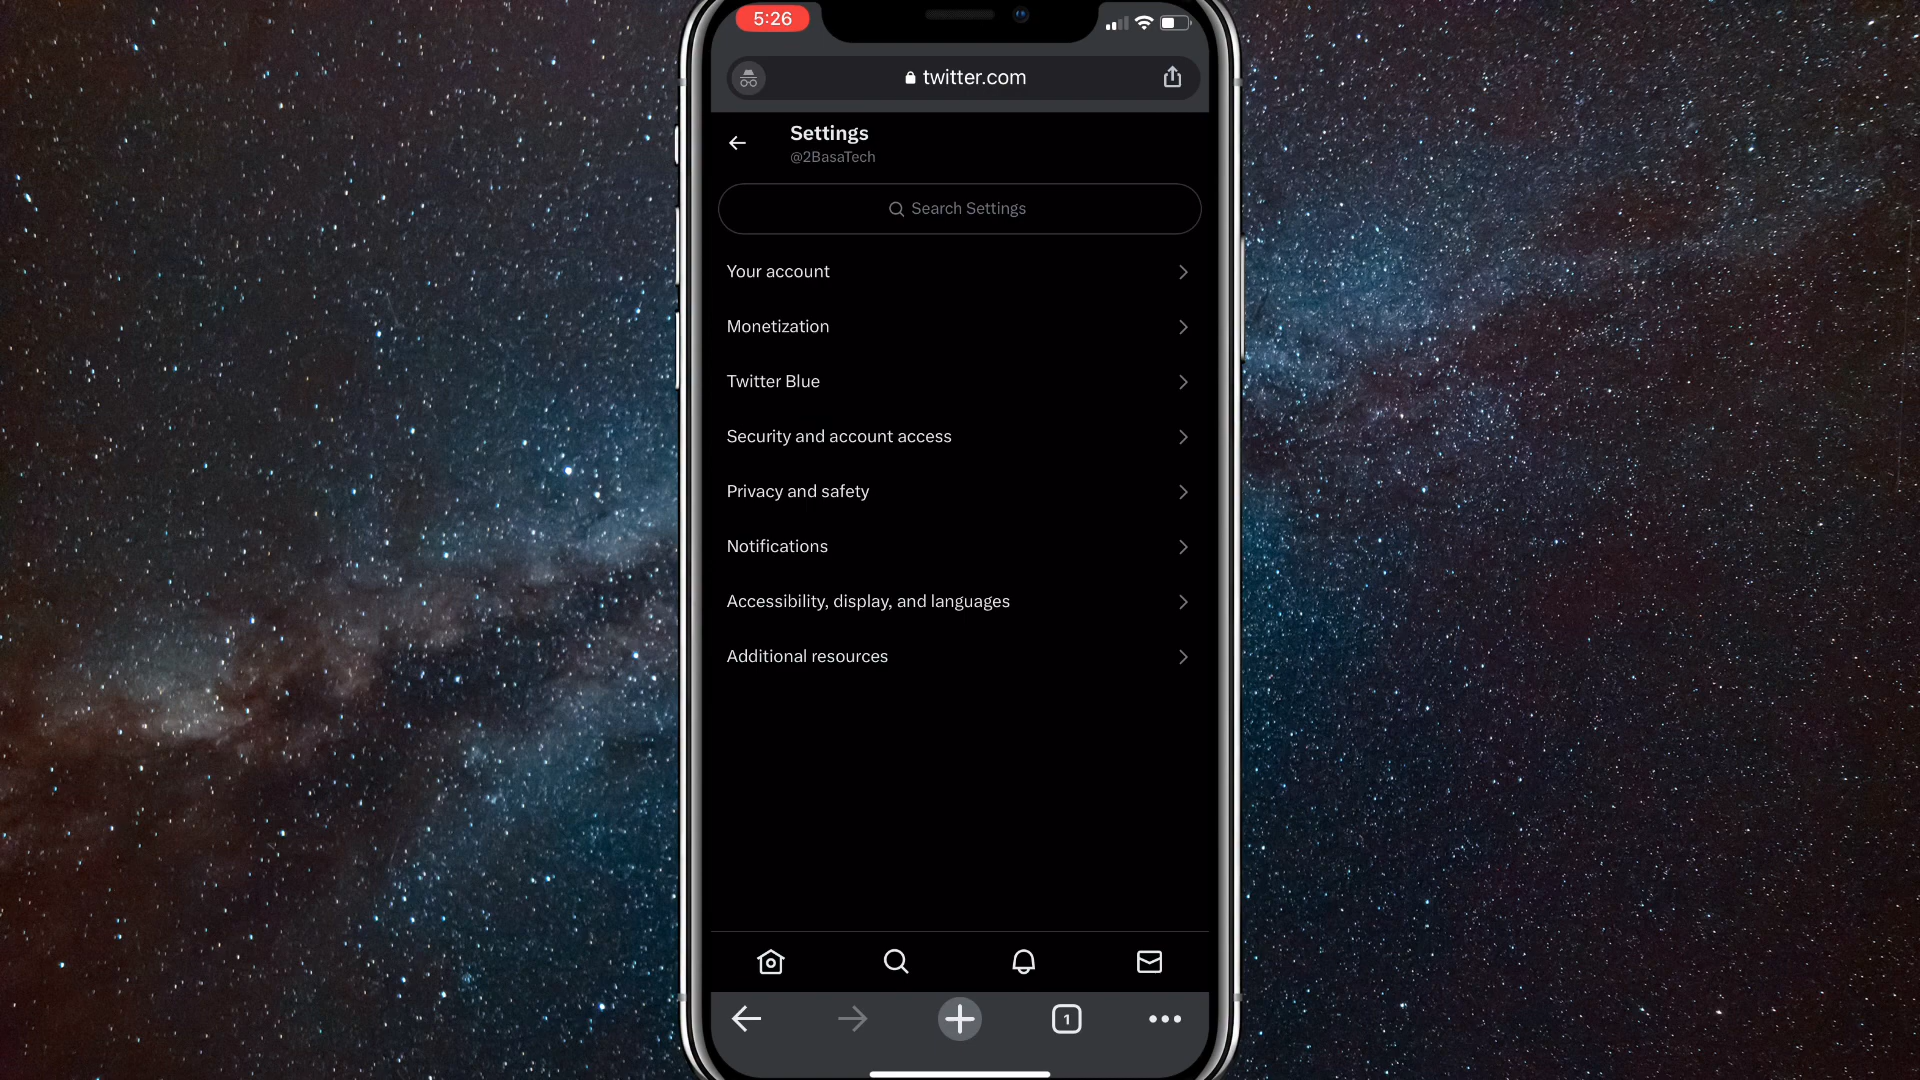 5:26
twitter.com
Settings
@2BasaTech
Search Settings
Your account
Monetization
Twitter Blue
Security and account access
Privacy and safety
Notifications
Accessibility, display, and languages
Additional resources
1